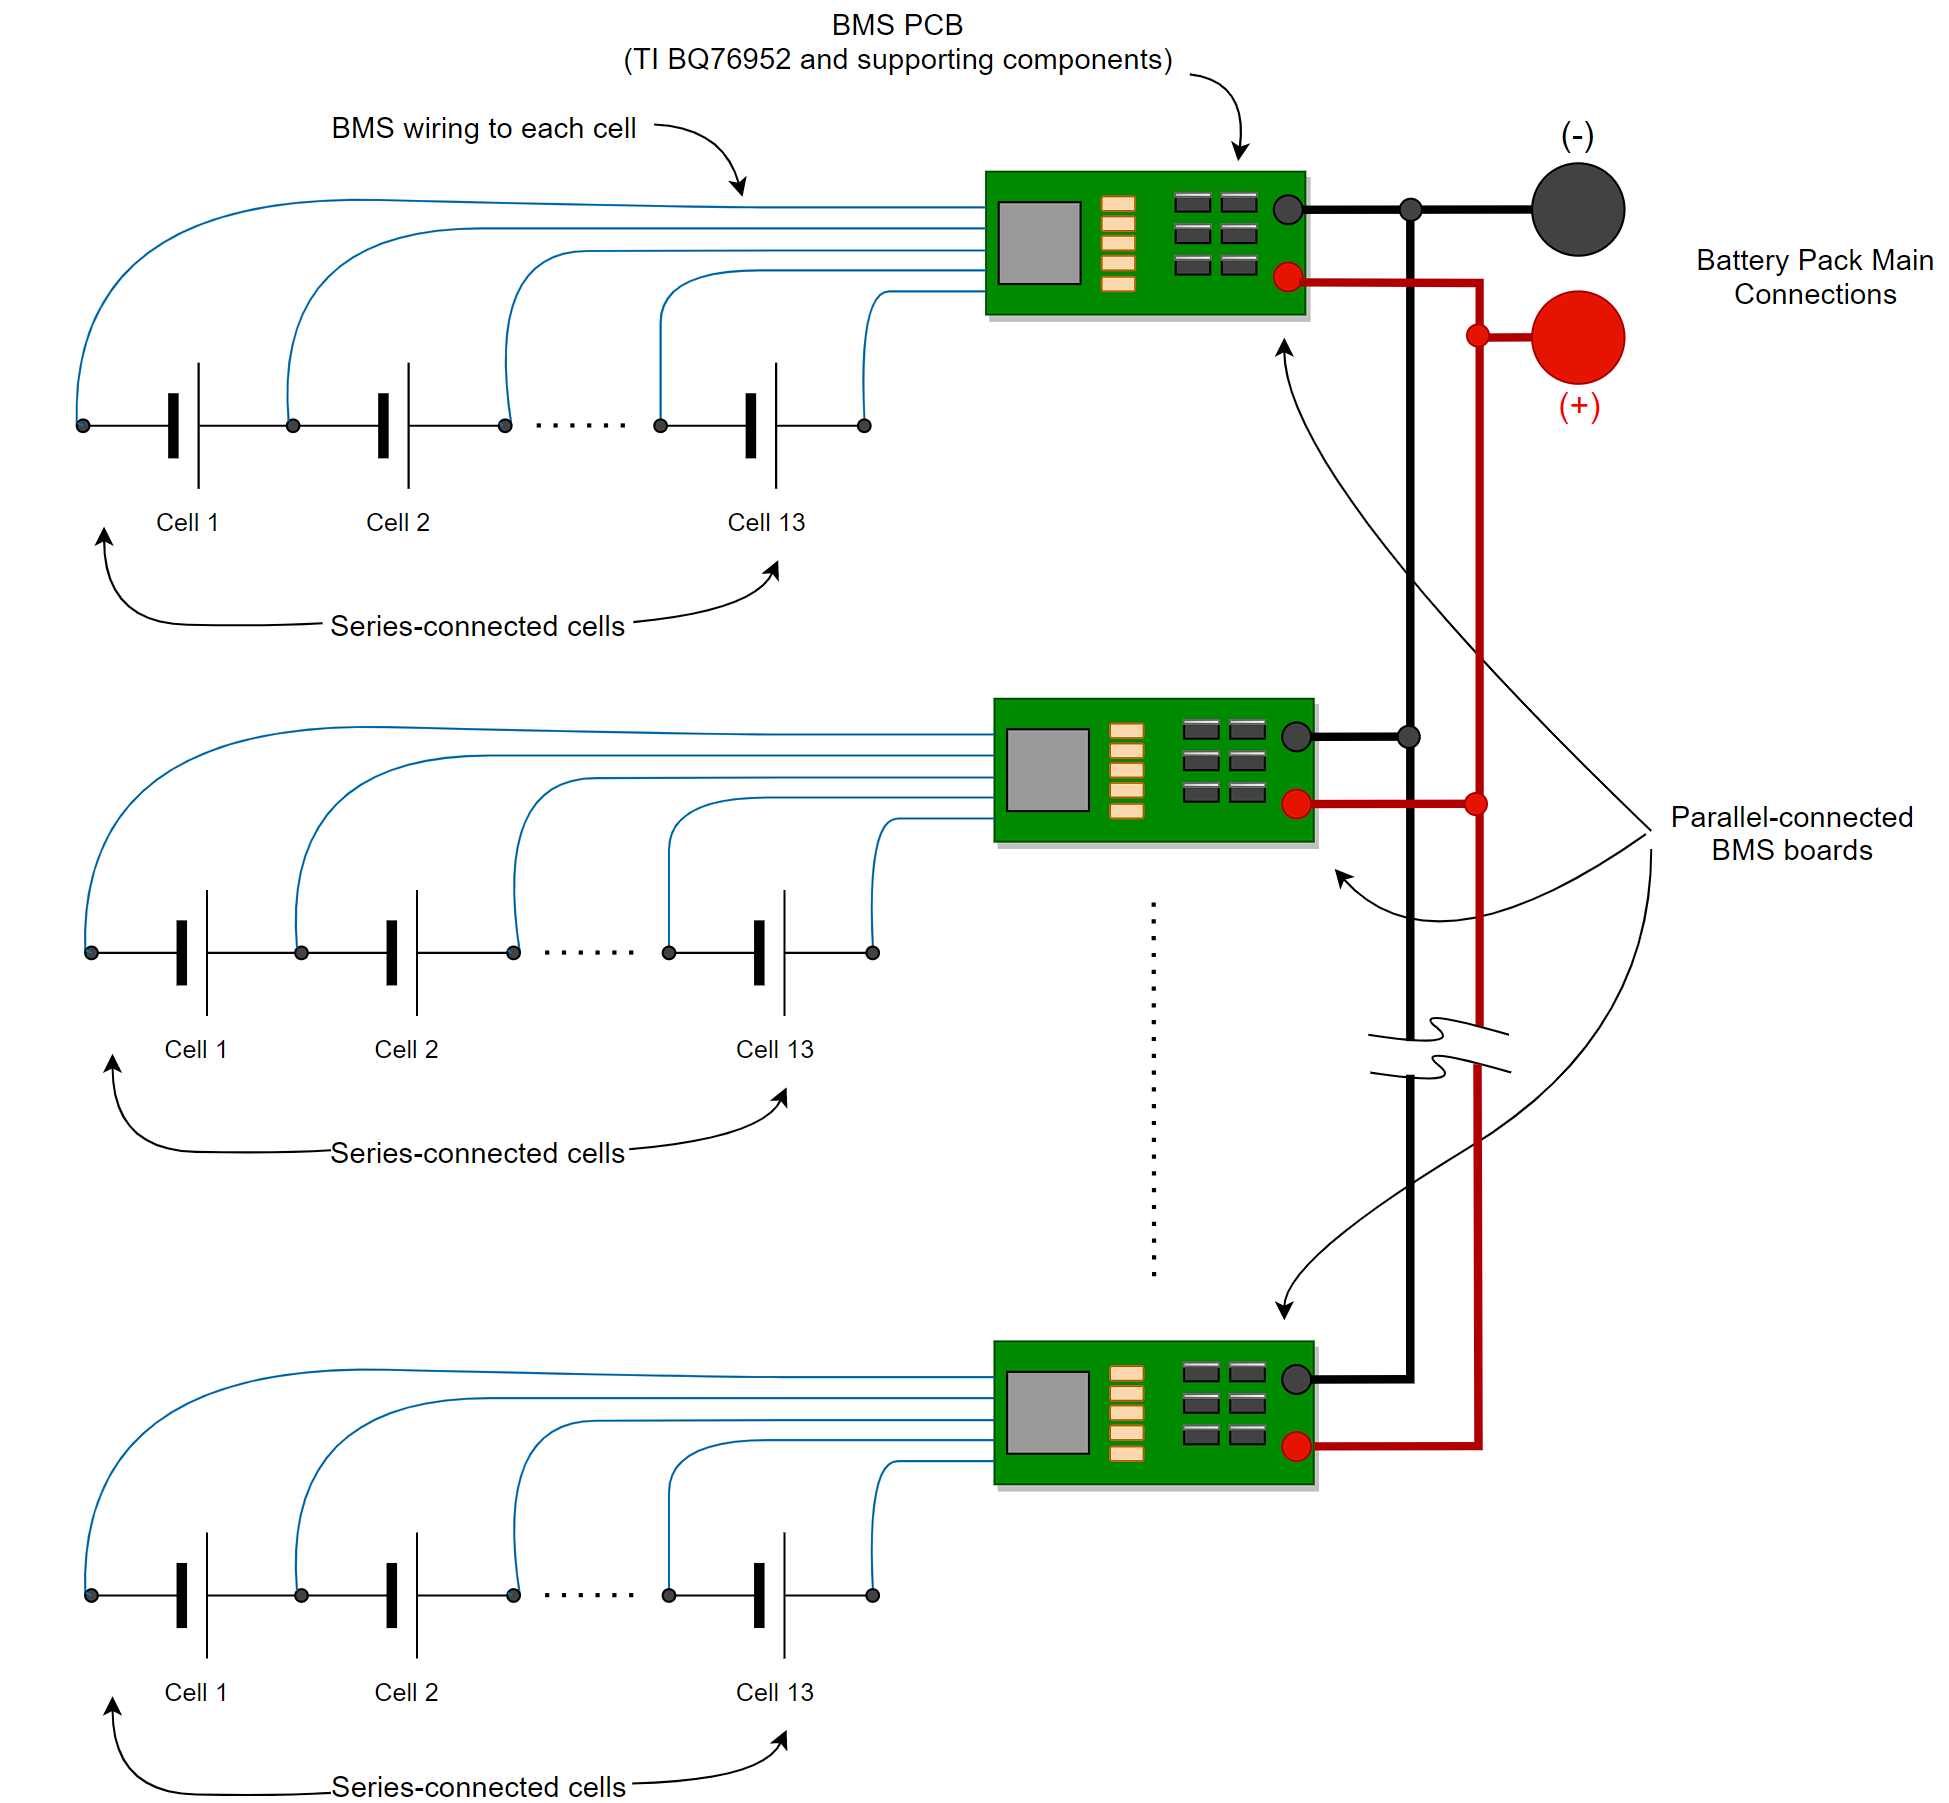 BMS PCB
(TI BQ76952 and supporting components)
BMS wiring to each cell
(-)
Battery Pack Main
Connections
(+)
Cell 1
Cell 2
Cell 13
Series-connected cells
Parallel-connected
BMS boards
Cell 1
Cell 2
Cell 13
Series-connected cells
Cell 1
Cell 2
Cell 13
Series-connected cells